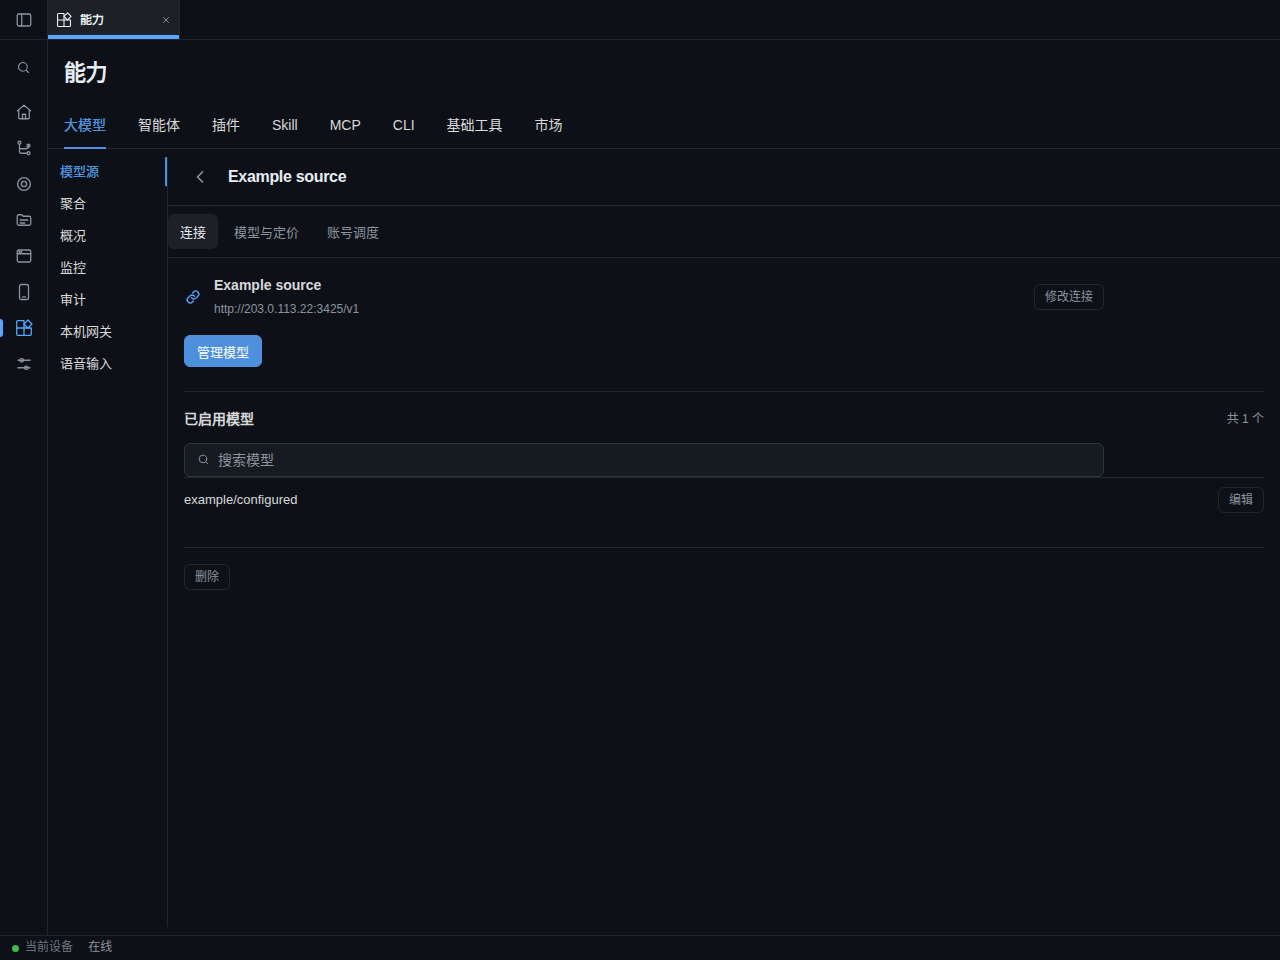 能力
能力
大模型 智能体 插件 Skill MCP CLI 基础工具 市场
模型源
聚合
概况
监控
审计
本机网关
语音输入
Example source
连接 模型与定价 账号调度
Example source
http://203.0.113.22:3425/v1
修改连接
管理模型
已启用模型 共 1 个
搜索模型
example/configured 编辑
删除
当前设备 在线